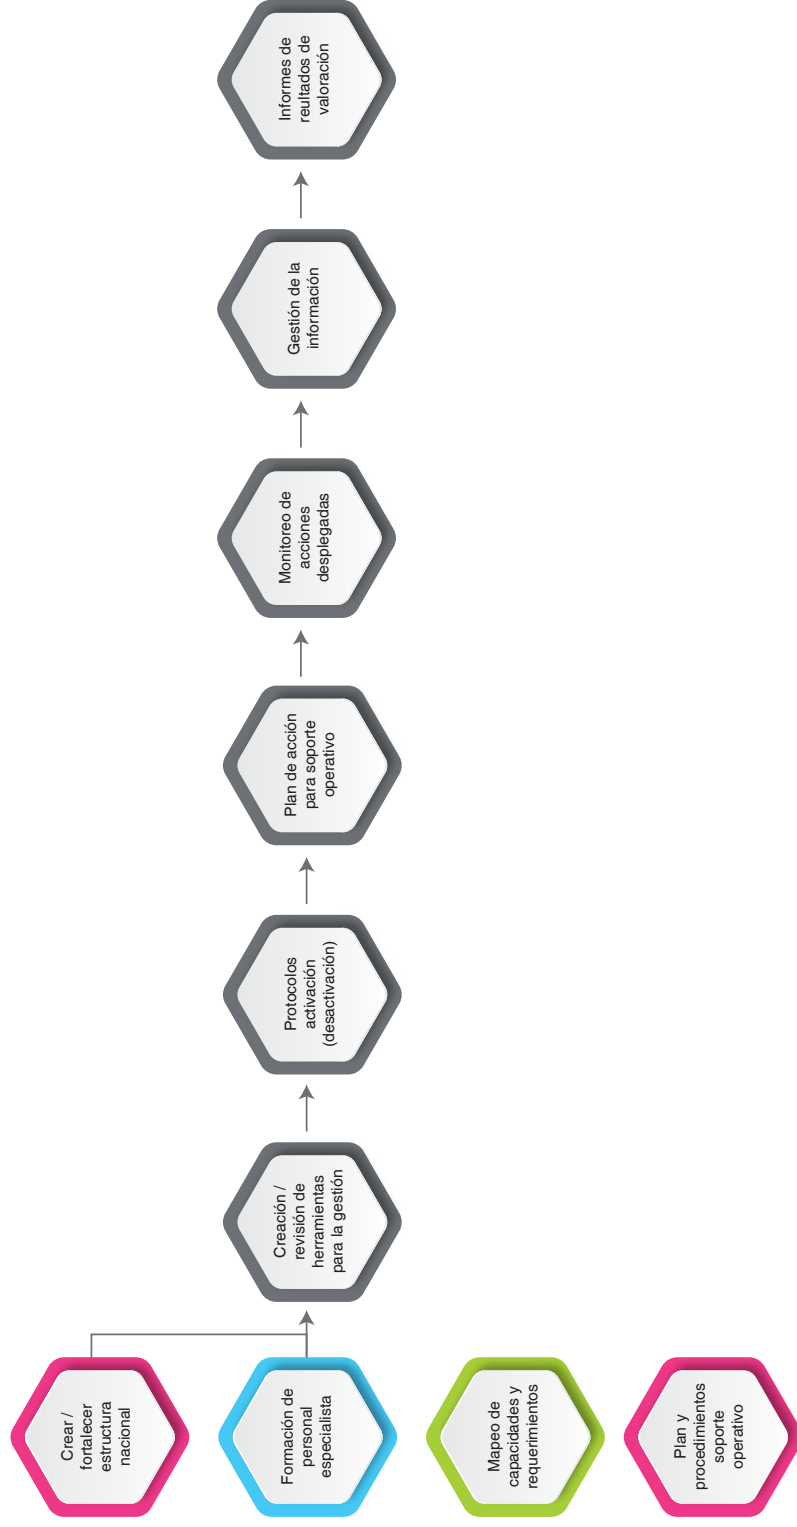 Crear /
fortalecer
estructura
nacional
Formación de
personal
especialista
Mapeo de
capacidades y
requerimientos
Plan y
procedimientos
soporte
operativo
Creación /
revisión de
herramientas
para la gestión
Protocolos
activación
(desactivación)
Plan de acción
para soporte
operativo
Monitoreo de
acciones
desplegadas
Gestión de la
información
Informes de
reultados de
valoración